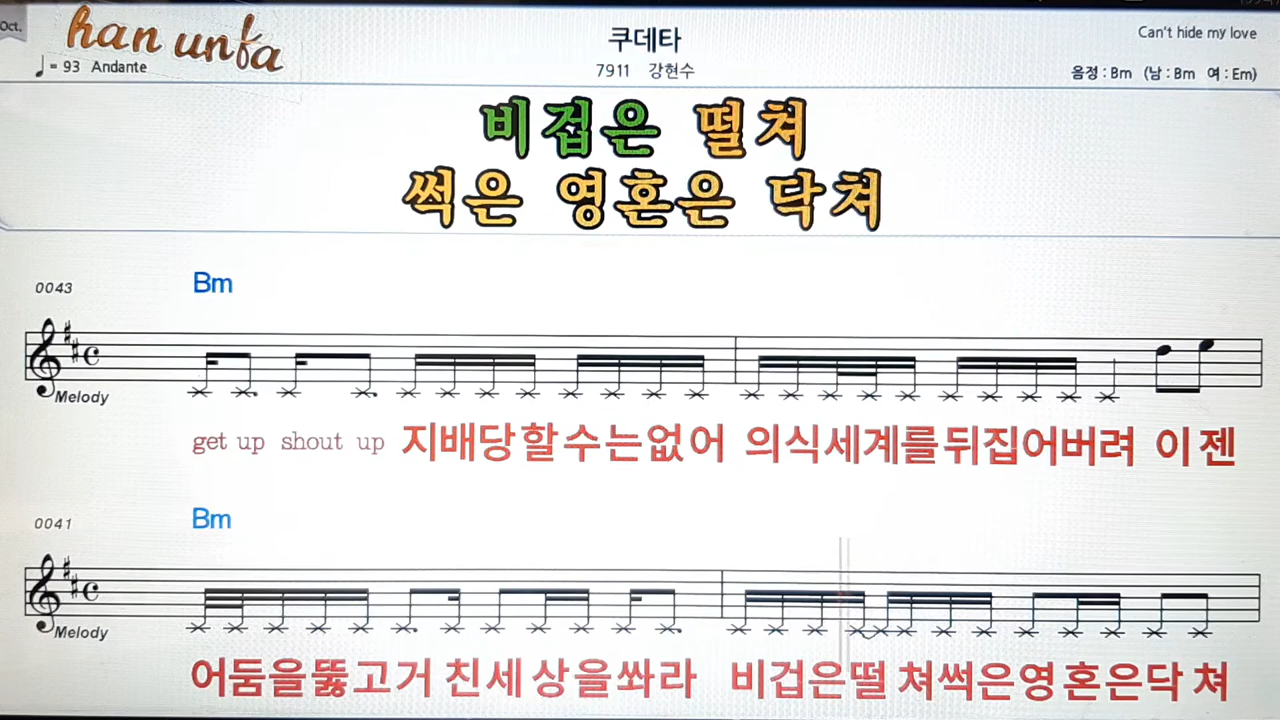 Oct.
han unfa
쿠데타
Can't hide my love
♩= 93 Andante
7911 강현수
음정 : Bm (남 : Bm 여 : Em)
비겁은 떨쳐
썩은 영혼은 닥쳐
0043
Bm
Melody
get up shout up 지배당할수는없어 의식세계를뒤집어버려 이젠
0041
Bm
Melody
어둠을뚫고거친세상을쏴라 비겁은떨쳐썩은영혼은닥쳐